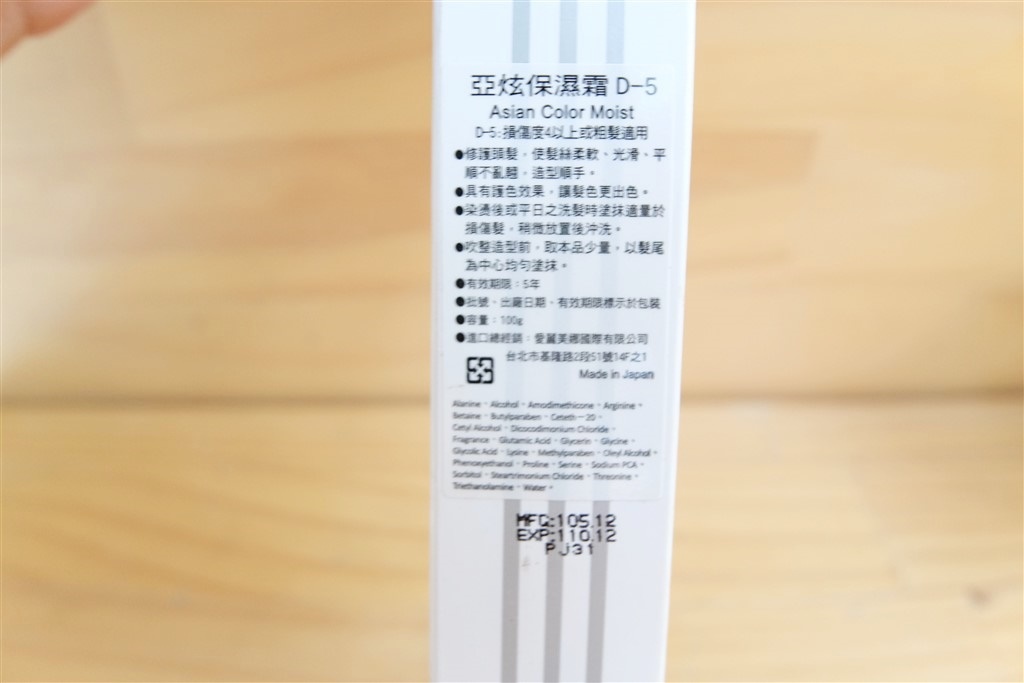 亞炫保濕霜 D-5
Asian Color Moist
D-5:損傷度4以上或粗髮適用
●修護頭髮，使髮絲柔軟、光滑、平
順不亂翹，造型順手。
●具有護色效果，讓髮色更出色。
●染燙後或平日之洗髮時塗抹適量於
損傷髮，稍微放置後沖洗。
●吹整造型前，取本品少量，以髮尾
為中心均勻塗抹。
●有效期限：5年
●批號、出廠日期、有效期限標示於包裝
●容量：100g
●進口總經銷：愛麗美娜國際有限公司
台北市基隆路2段51號14F之1
Made in Japan
Alanine、Alcohol、Amodimethicone、Arginine、
Betaine、Butylparaben、Ceteth－20、
Cetyl Alcohol、Dicocodimonium Chloride、
Fragrance、Glutamic Acid、Glycerin、Glycine、
Glycolic Acid、Lysine、Methylparaben、Oleyl Alcohol、
Phenoxyethanol、Proline、Serine、Sodium PCA、
Sorbitol、Steartrimonium Chloride、Threonine、
Triethanolamine、Water。
MFG:105.12
EXP:110.12
PJ31